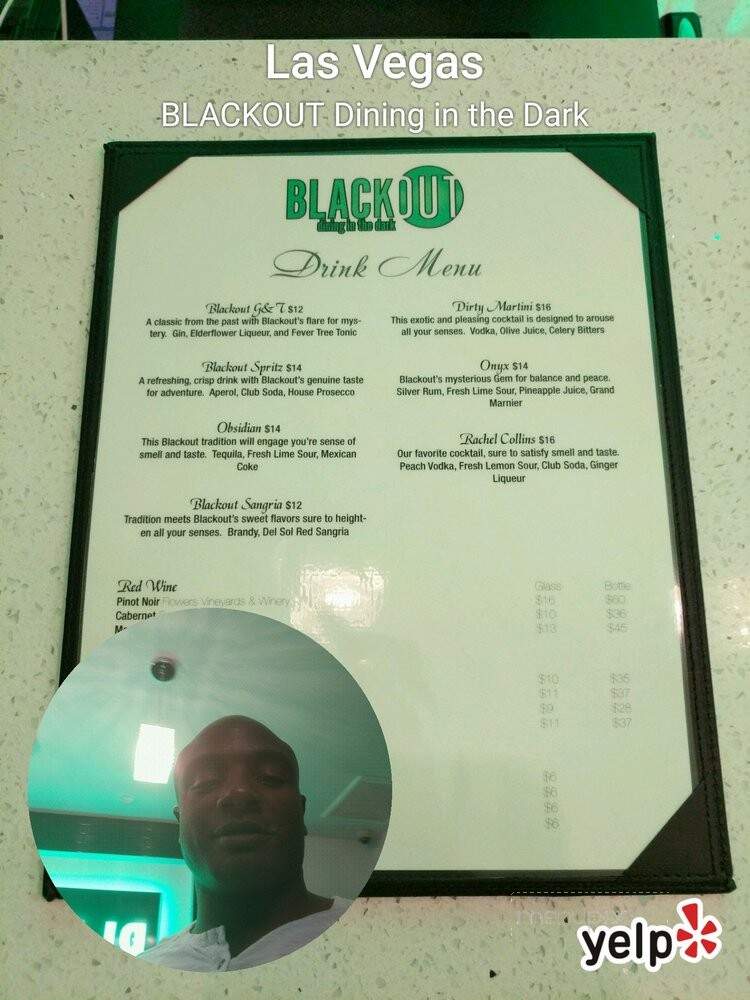 Las Vegas
BLACKOUT Dining in the Dark
BLACKOUT
dining in the dark
Drink Menu
Blackout G&T $12
A classic from the past with Blackout's flare for mys-
tery. Gin, Elderflower Liqueur, and Fever Tree Tonic
Blackout Spritz $14
A refreshing, crisp drink with Blackout's genuine taste
for adventure. Aperol, Club Soda, House Prosecco
Obsidian $14
This Blackout tradition will engage you're sense of
smell and taste. Tequila, Fresh Lime Sour, Mexican
Coke
Blackout Sangria $12
Tradition meets Blackout's sweet flavors sure to height-
en all your senses. Brandy, Del Sol Red Sangria
Dirty Martini $16
This exotic and pleasing cocktail is designed to arouse
all your senses. Vodka, Olive Juice, Celery Bitters
Onyx $14
Blackout's mysterious Gem for balance and peace.
Silver Rum, Fresh Lime Sour, Pineapple Juice, Grand
Marnier
Rachel Collins $16
Our favorite cocktail, sure to satisfy smell and taste.
Peach Vodka, Fresh Lemon Sour, Club Soda, Ginger
Liqueur
Red Wine Glass Bottle
Pinot Noir Flowers Vineyards & Winery, $16 $60
Cabernet $10 $36
$13 $45
$10 $35
$11 $37
$9 $28
$11 $37
$6
$6
$6
$6
yelp